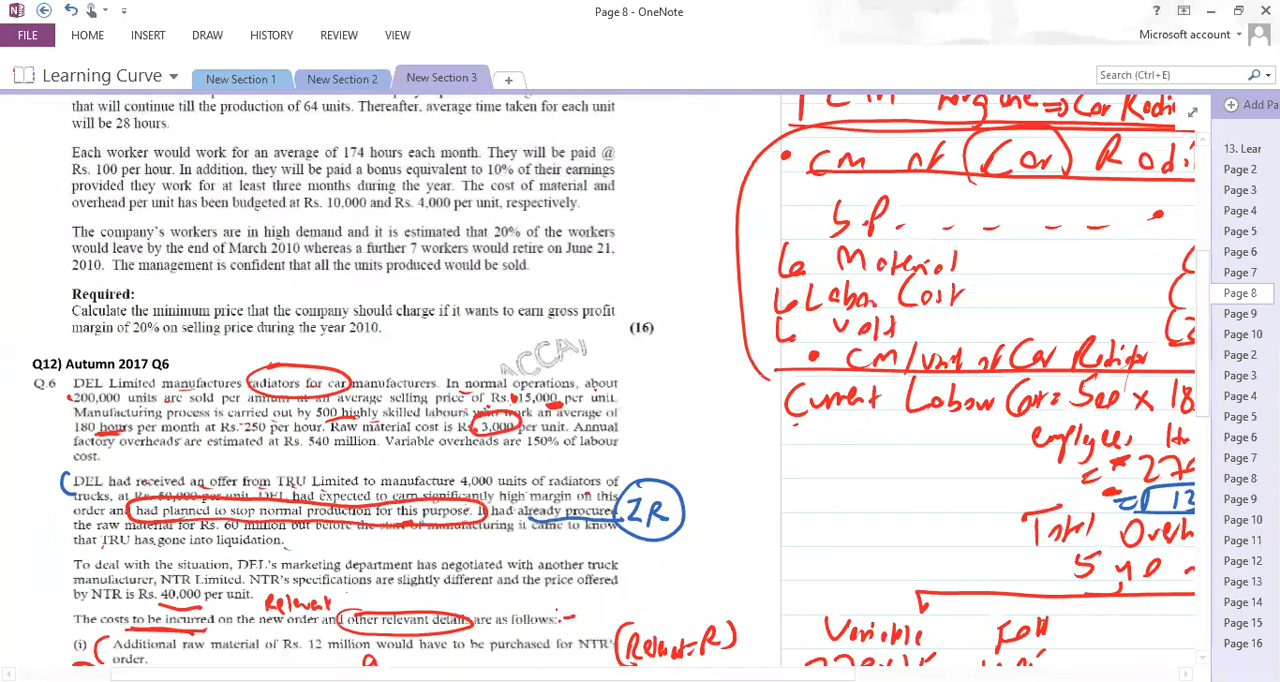 Page 8 - OneNote
FILE HOME INSERT DRAW HISTORY REVIEW VIEW
Microsoft account
Learning Curve
New Section 1
New Section 2
New Section 3
Search (Ctrl+E)
that will continue till the production of 64 units. Thereafter, average time taken for each unit
will be 28 hours.
Each worker would work for an average of 174 hours each month. They will be paid @
Rs. 100 per hour. In addition, they will be paid a bonus equivalent to 10% of their earnings
provided they work for at least three months during the year. The cost of material and
overhead per unit has been budgeted at Rs. 10,000 and Rs. 4,000 per unit, respectively.
The company's workers are in high demand and it is estimated that 20% of the workers
would leave by the end of March 2010 whereas a further 7 workers would retire on June 21,
2010. The management is confident that all the units produced would be sold.
Required:
Calculate the minimum price that the company should charge if it wants to earn gross profit
margin of 20% on selling price during the year 2010.
(16)
Q12) Autumn 2017 Q6
Q.6 DEL Limited manufactures radiators for car manufacturers. In normal operations, about
200,000 units are sold per annum at an average selling price of Rs. 15,000 per unit.
Manufacturing process is carried out by 500 highly skilled labours who work an average of
180 hours per month at Rs. 250 per hour. Raw material cost is Rs. 3,000 per unit. Annual
factory overheads are estimated at Rs. 540 million. Variable overheads are 150% of labour
cost.
DEL had received an offer from TRU Limited to manufacture 4,000 units of radiators of
trucks, at Rs. 50,000 per unit. DEL had expected to earn significantly high margin on this
order and had planned to stop normal production for this purpose. It had already procured
the raw material for Rs. 60 million but before the start of manufacturing it came to know
that TRU has gone into liquidation.
IR
To deal with the situation, DEL's marketing department has negotiated with another truck
manufacturer, NTR Limited. NTR's specifications are slightly different and the price offered
by NTR is Rs. 40,000 per unit.
Relevant
The costs to be incurred on the new order and other relevant details are as follows:-
(i) Additional raw material of Rs. 12 million would have to be purchased for NTR's
order.
(Relevant=R)
⇒ Car Radi
CM of (Car) Radi
S.P.
Material
Labour Cost
CM/unit of Car Radiator
Current Labour Cost= 500 x 18
employees
= 12
Total Overh
540
Variable
Add Pa
13. Lear
Page 2
Page 3
Page 4
Page 5
Page 6
Page 7
Page 8
Page 9
Page 10
Page 2
Page 3
Page 4
Page 5
Page 6
Page 7
Page 8
Page 9
Page 10
Page 11
Page 12
Page 13
Page 14
Page 15
Page 16